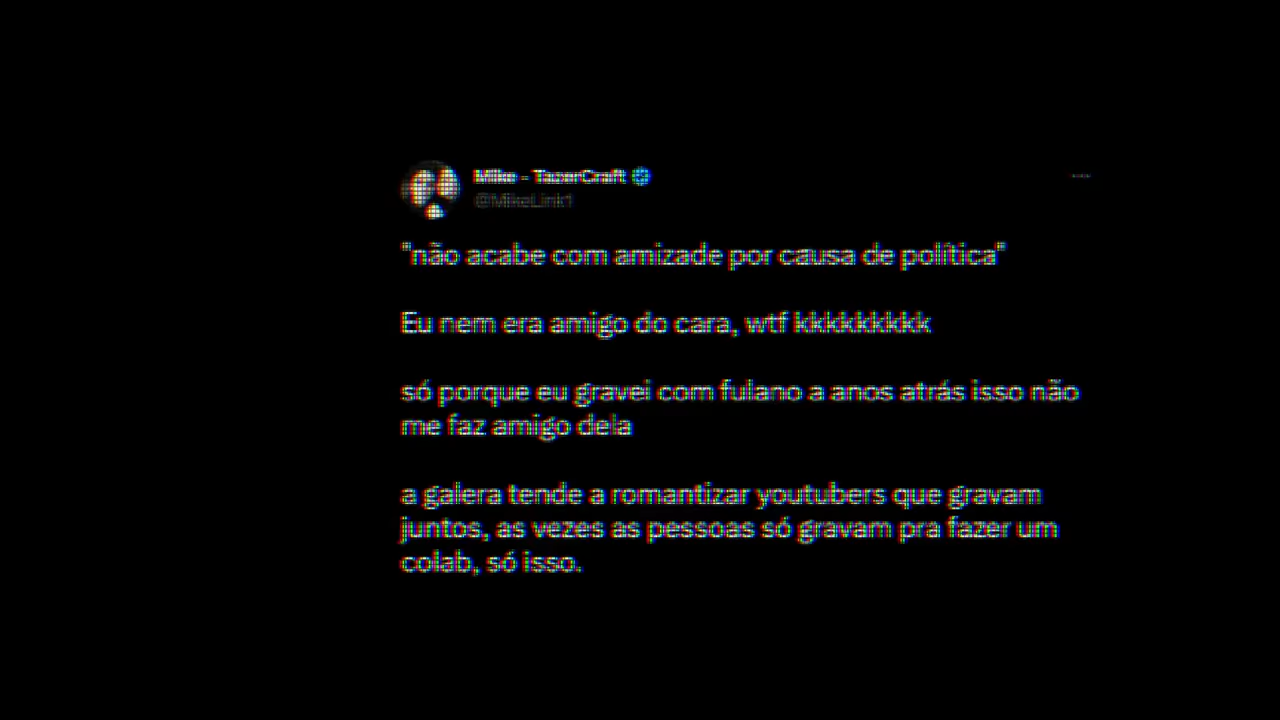 Mike - TazerCraft
@MikeLink1
"não acabe com amizade por causa de política"
Eu nem era amigo do cara, wtf kkkkkkkkkk
só porque eu gravei com fulano a anos atrás isso não
me faz amigo dela
a galera tende a romantizar youtubers que gravam
juntos, as vezes as pessoas só gravam pra fazer um
colab, só isso.